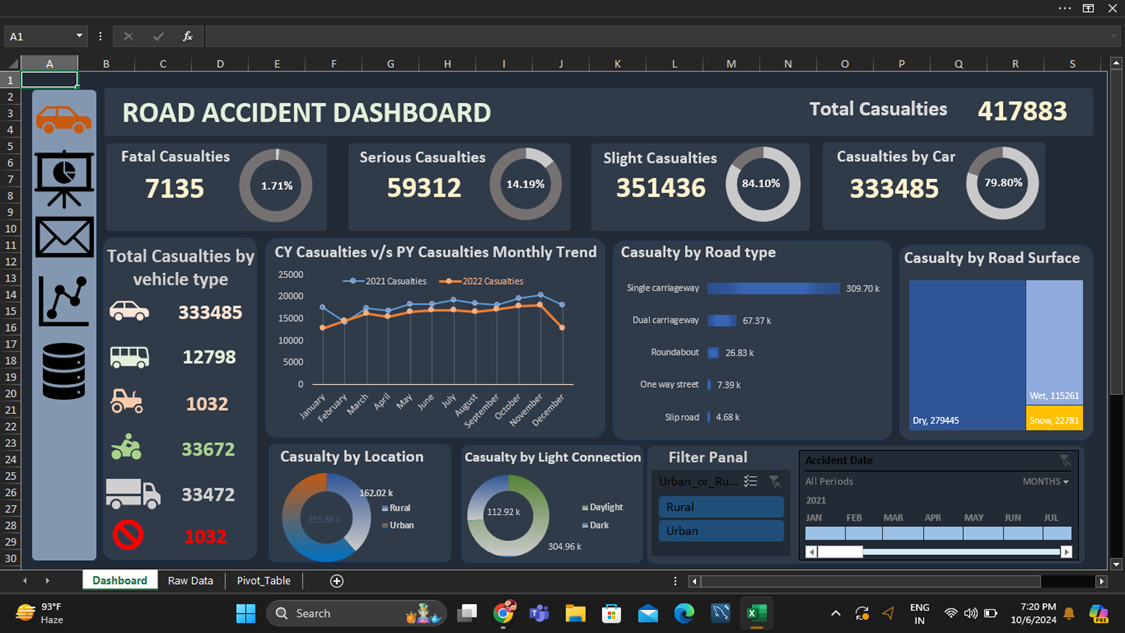 A1
fx
A B C D E F G H I J K L M N O P Q R S
1
2
3
4
5
6
7
8
9
10
11
12
13
14
15
16
17
18
19
20
21
22
23
24
25
26
27
28
29
30
ROAD ACCIDENT DASHBOARD
Total Casualties 417883
Fatal Casualties
7135
1.71%
Serious Casualties
59312
14.19%
Slight Casualties
351436
84.10%
Casualties by Car
333485
79.80%
Total Casualties by
vehicle type
333485
12798
1032
33672
33472
1032
CY Casualties v/s PY Casualties Monthly Trend
2021 Casualties 2022 Casualties
25000
20000
15000
10000
5000
0
January February March April May June July August September October November December
Casualty by Road type
Single carriageway 309.70 k
Dual carriageway 67.37 k
Roundabout 26.83 k
One way street 7.39 k
Slip road 4.68 k
Casualty by Road Surface
Dry, 279445
Wet, 115261
Snow, 22781
Casualty by Location
162.02 k
255.86 k
Rural
Urban
Casualty by Light Connection
112.92 k
304.96 k
Daylight
Dark
Filter Panal
Urban_or_Ru...
Rural
Urban
Accident Date
All Periods MONTHS
2021
JAN FEB MAR APR MAY JUN JUL
Dashboard Raw Data Pivot_Table
93°F
Haze
Search
ENG
IN
7:20 PM
10/6/2024
PRE